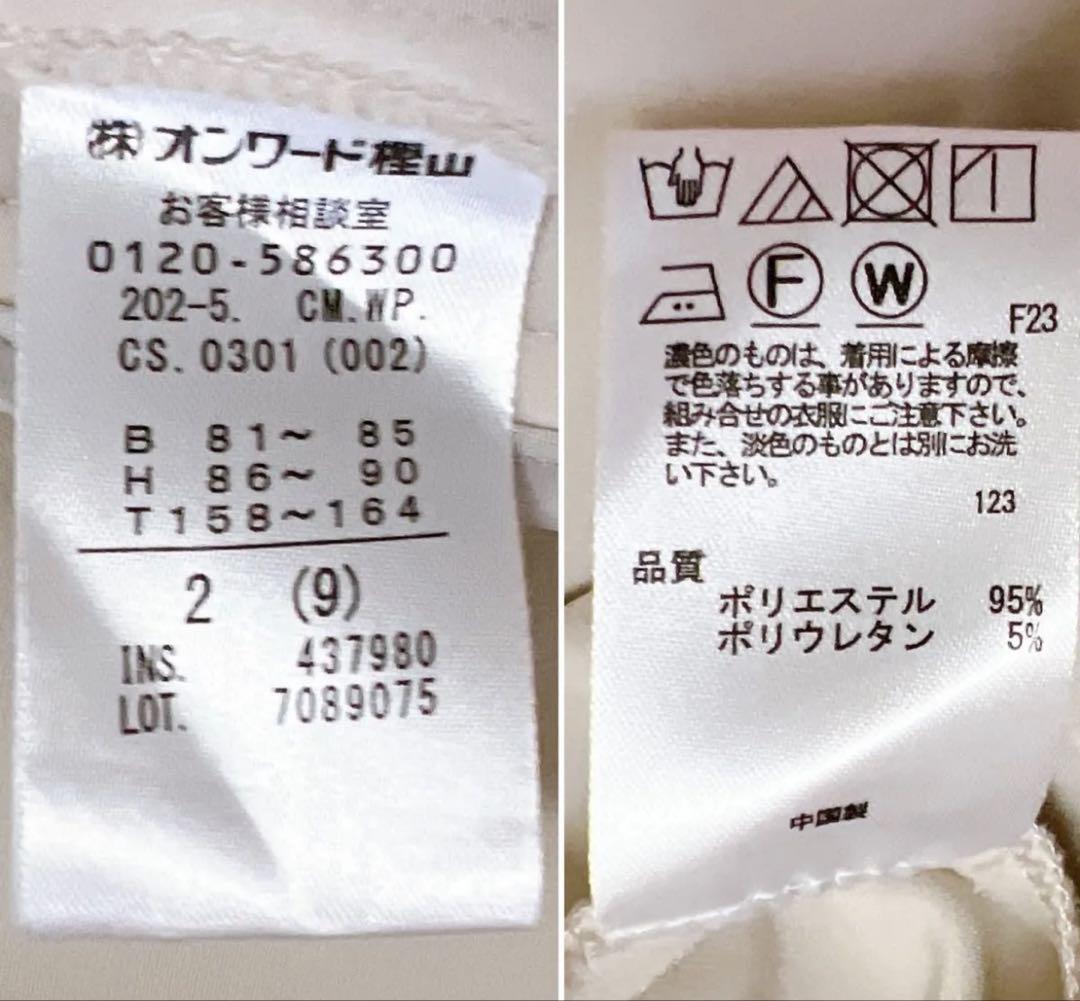 (株)オンワード樫山
お客様相談室
0120-586300
202-5. CM.WP.
CS.0301(002)
B 81〜 85
H 86〜 90
T158〜164
2 (9)
INS. 437980
LOT. 7089075
F W
F23
濃色のものは、着用による摩擦
で色落ちする事がありますので、
組み合せの衣服にご注意下さい。
また、淡色のものとは別にお洗
い下さい。
123
品質
ポリエステル 95%
ポリウレタン 5%
中国製